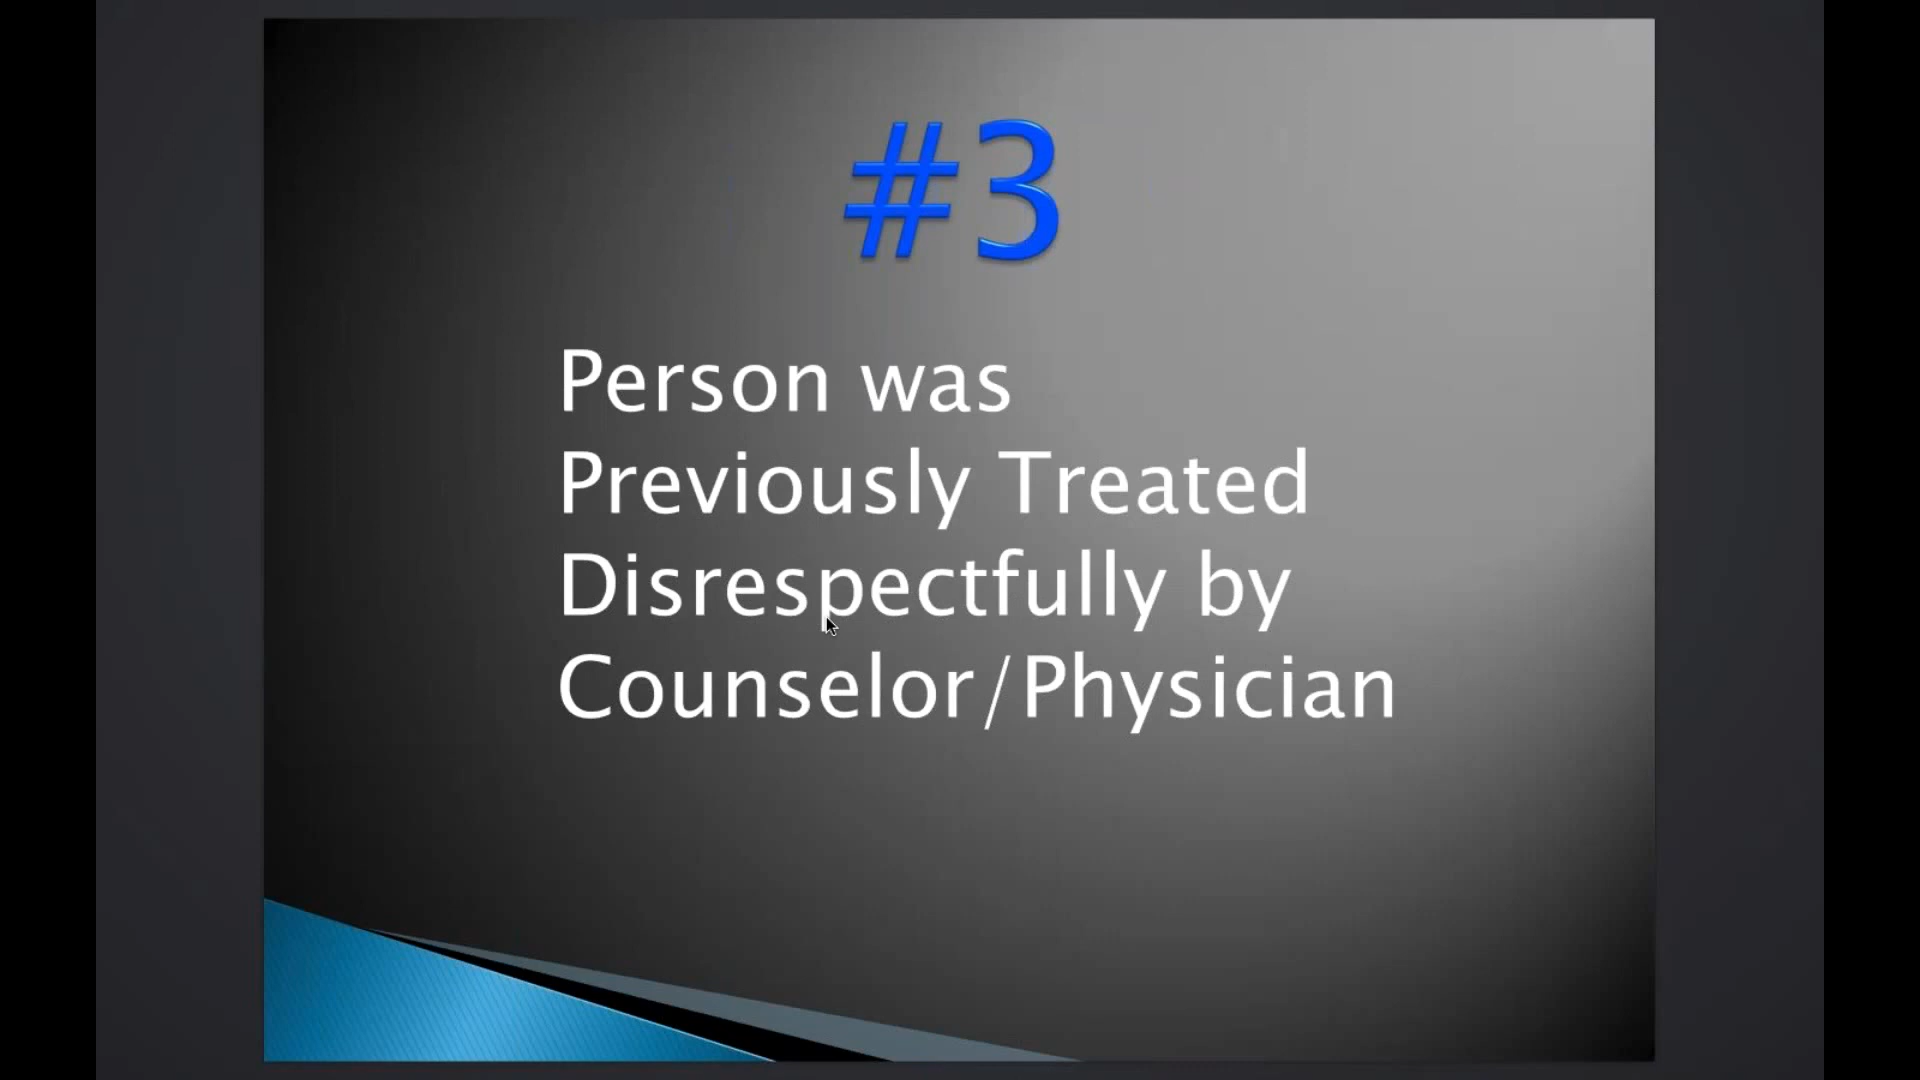 #3
Person was
Previously Treated
Disrespectfully by
Counselor/Physician